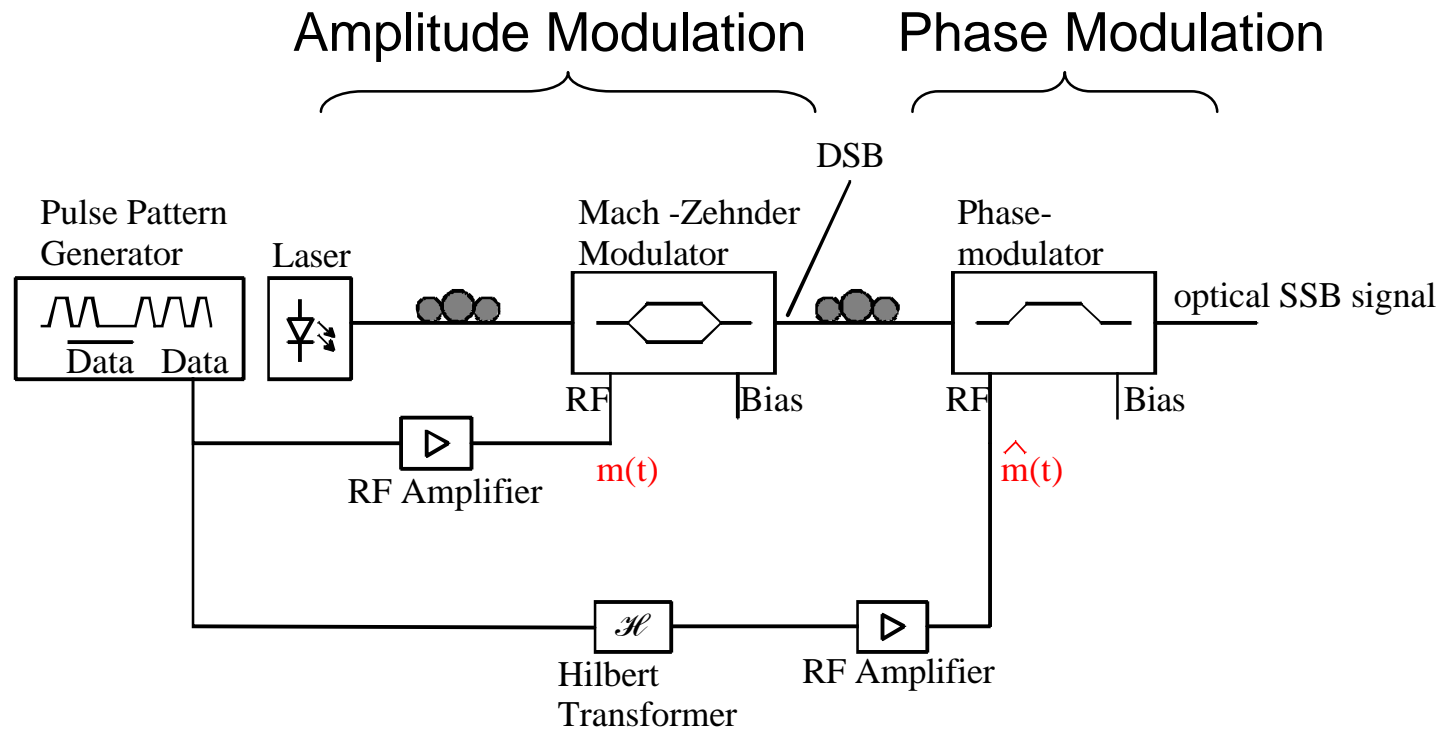 Amplitude Modulation
Phase Modulation
DSB
Pulse Pattern
Generator
Laser
Mach -Zehnder
Modulator
Phase-
modulator
optical SSB signal
D̅a̅t̅a̅ Data
RF
Bias
RF
Bias
RF Amplifier
m(t)
m̂(t)
ℋ
Hilbert
Transformer
RF Amplifier